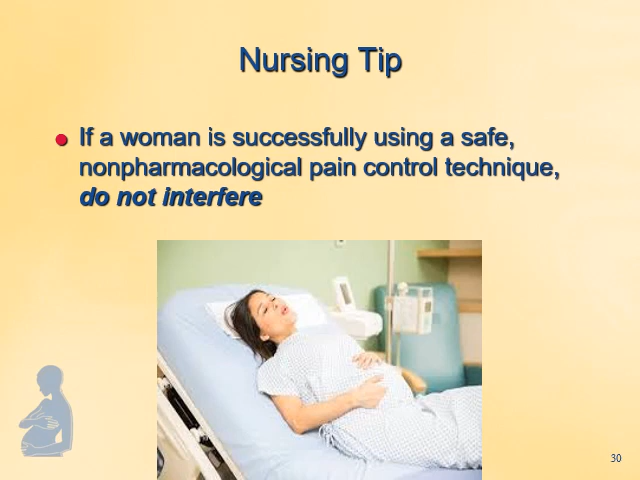 Nursing Tip
If a woman is successfully using a safe,
nonpharmacological pain control technique,
do not interfere
30